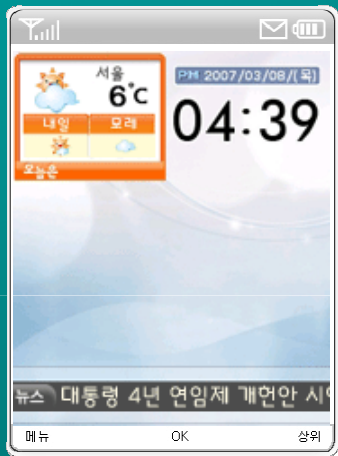 서울
6°C
내일 모레
오늘은
PM 2007/03/08/(목)
04:39
뉴스 대통령 4년 연임제 개헌안 시
메뉴 OK 상위